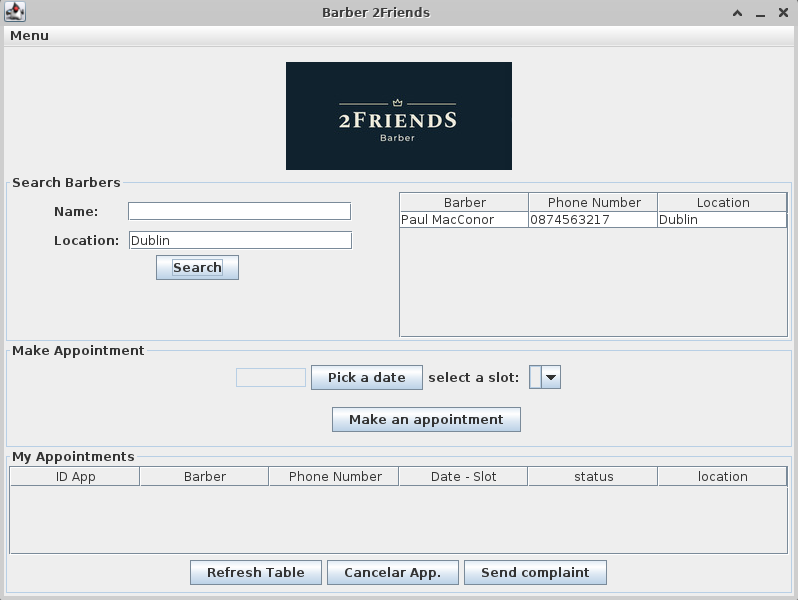 Barber 2Friends
Menu
2FRIENDS
Barber
Search Barbers
Name:
Location: Dublin
Search
Barber Phone Number Location
Paul MacConor 0874563217 Dublin
Make Appointment
Pick a date select a slot:
Make an appointment
My Appointments
ID App Barber Phone Number Date - Slot status location
Refresh Table Cancelar App. Send complaint